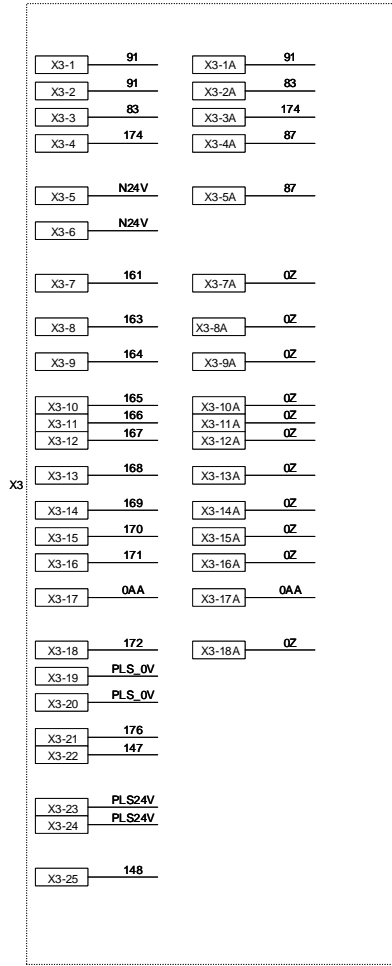 X3-1 91 X3-1A 91
X3-2 91 X3-2A 83
X3-3 83 X3-3A 174
X3-4 174 X3-4A 87
X3-5 N24V X3-5A 87
X3-6 N24V
X3-7 161 X3-7A 0Z
X3-8 163 X3-8A 0Z
X3-9 164 X3-9A 0Z
X3-10 165 X3-10A 0Z
X3-11 166 X3-11A 0Z
X3-12 167 X3-12A 0Z
X3-13 168 X3-13A 0Z
X3
X3-14 169 X3-14A 0Z
X3-15 170 X3-15A 0Z
X3-16 171 X3-16A 0Z
X3-17 0AA X3-17A 0AA
X3-18 172 X3-18A 0Z
X3-19 PLS_0V
X3-20 PLS_0V
X3-21 176
X3-22 147
X3-23 PLS24V
X3-24 PLS24V
X3-25 148